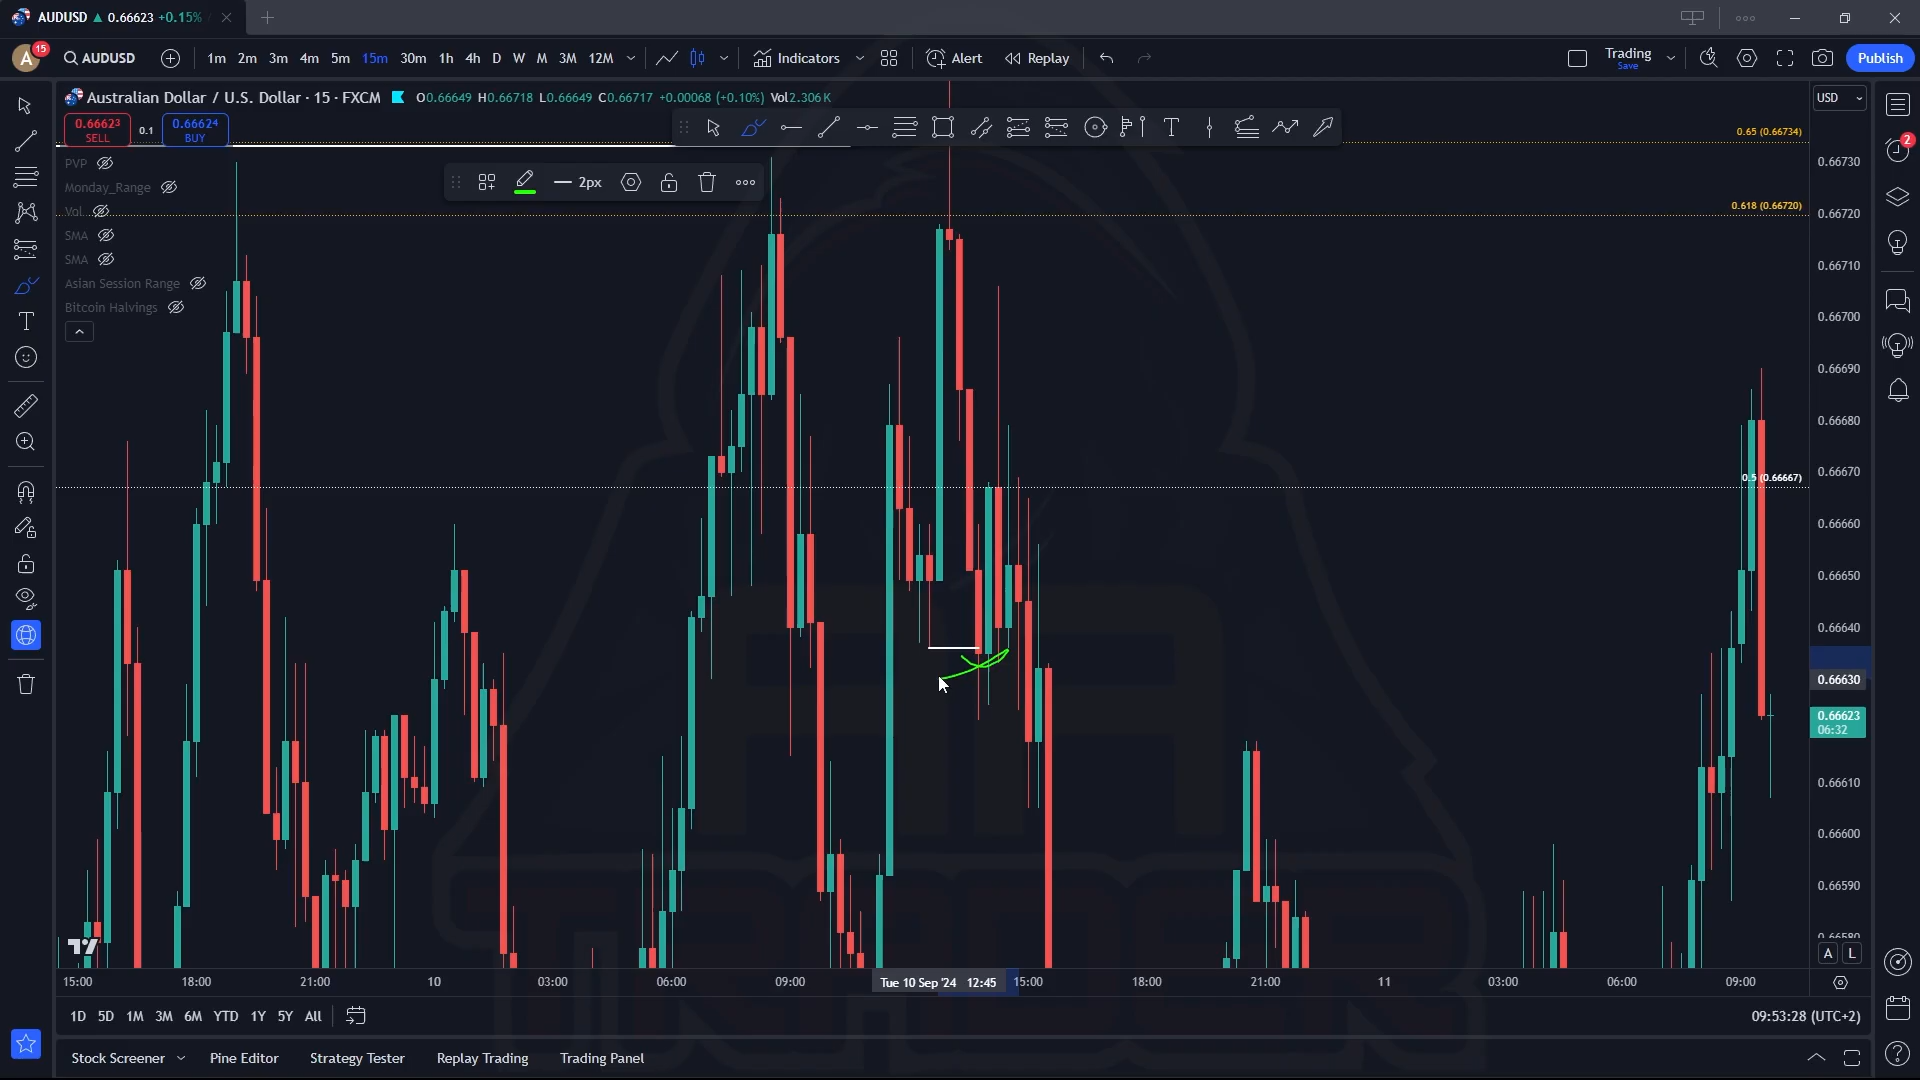 AUDUSD ▲ 0.66623 +0.15%
A 15 AUDUSD 1m 2m 3m 4m 5m 15m 30m 1h 4h D W M 3M 12M Indicators Alert Replay Trading Save Publish
Australian Dollar / U.S. Dollar · 15 · FXCM O0.66649 H0.66718 L0.66649 C0.66717 +0.00068 (+0.10%) Vol2.306K
USD
0.66623 SELL 0.1 0.66624 BUY
0.65 (0.66734)
PVP
0.66730
Monday_Range
2px
Vol
0.618 (0.66720)
0.66720
SMA
SMA
0.66710
Asian Session Range
Bitcoin Halvings
0.66700
0.66690
0.66680
0.66670
0.5 (0.66667)
0.66660
0.66650
0.66640
0.66630
0.66623
06:32
0.66610
0.66600
0.66590
0.66580
A L
TRADER
15:00 18:00 21:00 10 03:00 06:00 09:00 Tue 10 Sep '24 12:45 15:00 18:00 21:00 11 03:00 06:00 09:00
1D 5D 1M 3M 6M YTD 1Y 5Y All
09:53:28 (UTC+2)
Stock Screener Pine Editor Strategy Tester Replay Trading Trading Panel
2